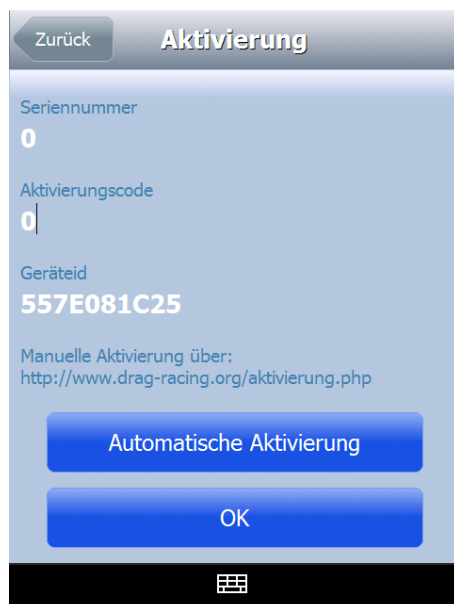 Zurück
Aktivierung
Seriennummer
0
Aktivierungscode
0
Geräteid
557E081C25
Manuelle Aktivierung über:
http://www.drag-racing.org/aktivierung.php
Automatische Aktivierung
OK